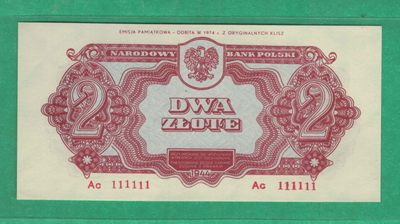 EMISJA PAMIĄTKOWA - ODBITA W 1974 r. Z ORYGINALNYCH KLISZ
NARODOWY BANK POLSKI
2 DWA 2
ZŁOTE
1944
Ac 111111 Ac 111111